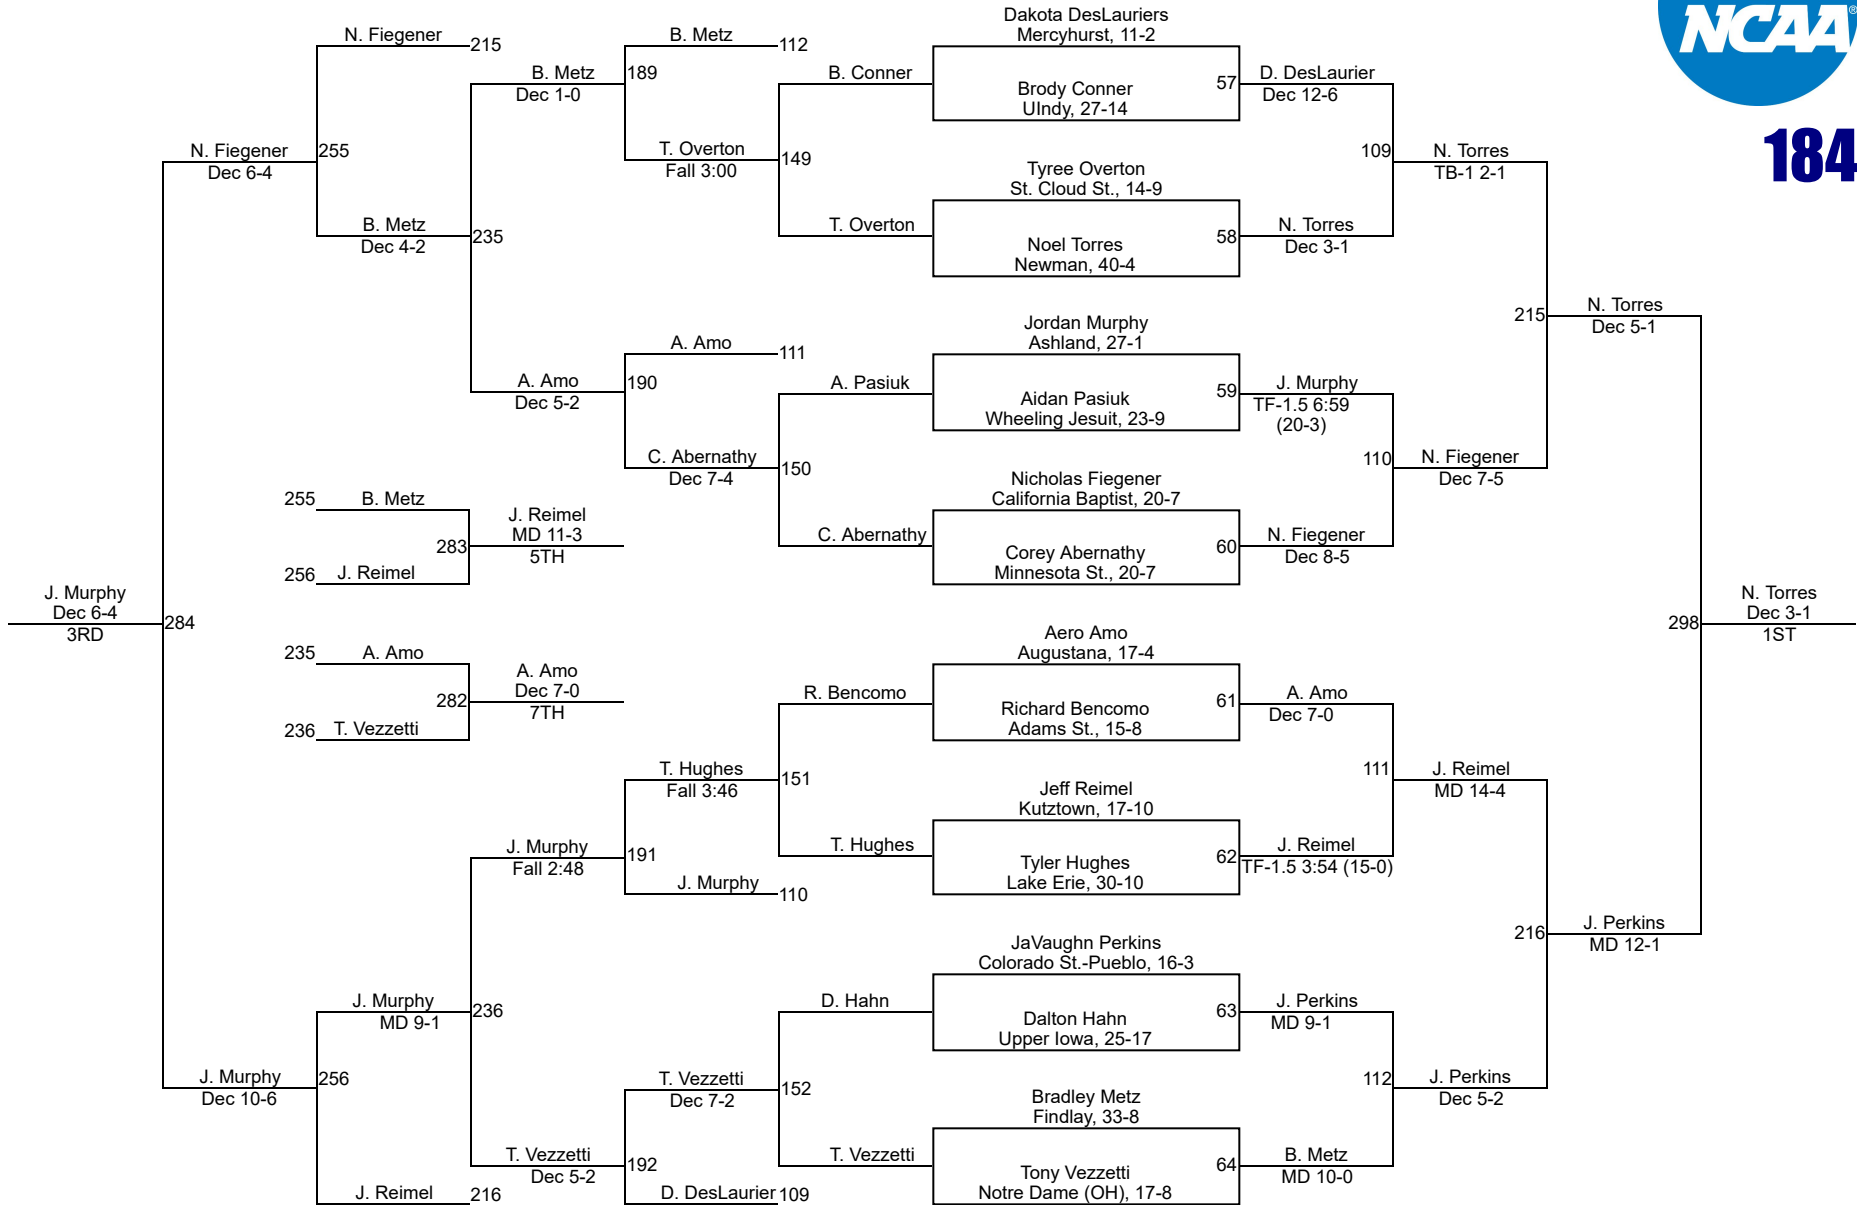 NCAA®
184
N. Fiegener
215
N. Fiegener
Dec 6-4
255
B. Metz
Dec 4-2
235
B. Metz
Dec 1-0
189
B. Metz
112
T. Overton
Fall 3:00
149
B. Conner
T. Overton
Dakota DesLauriers
Mercyhurst, 11-2
Brody Conner
UIndy, 27-14
57
D. DesLaurier
Dec 12-6
Tyree Overton
St. Cloud St., 14-9
Noel Torres
Newman, 40-4
58
N. Torres
Dec 3-1
109
N. Torres
TB-1 2-1
A. Amo
Dec 5-2
190
A. Amo
111
C. Abernathy
Dec 7-4
150
A. Pasiuk
C. Abernathy
Jordan Murphy
Ashland, 27-1
Aidan Pasiuk
Wheeling Jesuit, 23-9
59
J. Murphy
TF-1.5 6:59
(20-3)
Nicholas Fiegener
California Baptist, 20-7
Corey Abernathy
Minnesota St., 20-7
60
N. Fiegener
Dec 8-5
110
N. Fiegener
Dec 7-5
215
N. Torres
Dec 5-1
255
B. Metz
256
J. Reimel
283
J. Reimel
MD 11-3
5TH
J. Murphy
Dec 6-4
3RD
284
235
A. Amo
236
T. Vezzetti
282
A. Amo
Dec 7-0
7TH
298
N. Torres
Dec 3-1
1ST
R. Bencomo
T. Hughes
T. Hughes
Fall 3:46
151
J. Murphy
Fall 2:48
191
J. Murphy
110
Aero Amo
Augustana, 17-4
Richard Bencomo
Adams St., 15-8
61
A. Amo
Dec 7-0
Jeff Reimel
Kutztown, 17-10
Tyler Hughes
Lake Erie, 30-10
62
J. Reimel
TF-1.5 3:54 (15-0)
111
J. Reimel
MD 14-4
216
J. Perkins
MD 12-1
J. Murphy
MD 9-1
236
J. Murphy
Dec 10-6
256
J. Reimel
216
D. Hahn
T. Vezzetti
T. Vezzetti
Dec 7-2
152
T. Vezzetti
Dec 5-2
192
D. DesLaurier
109
JaVaughn Perkins
Colorado St.-Pueblo, 16-3
Dalton Hahn
Upper Iowa, 25-17
63
J. Perkins
MD 9-1
Bradley Metz
Findlay, 33-8
Tony Vezzetti
Notre Dame (OH), 17-8
64
B. Metz
MD 10-0
112
J. Perkins
Dec 5-2